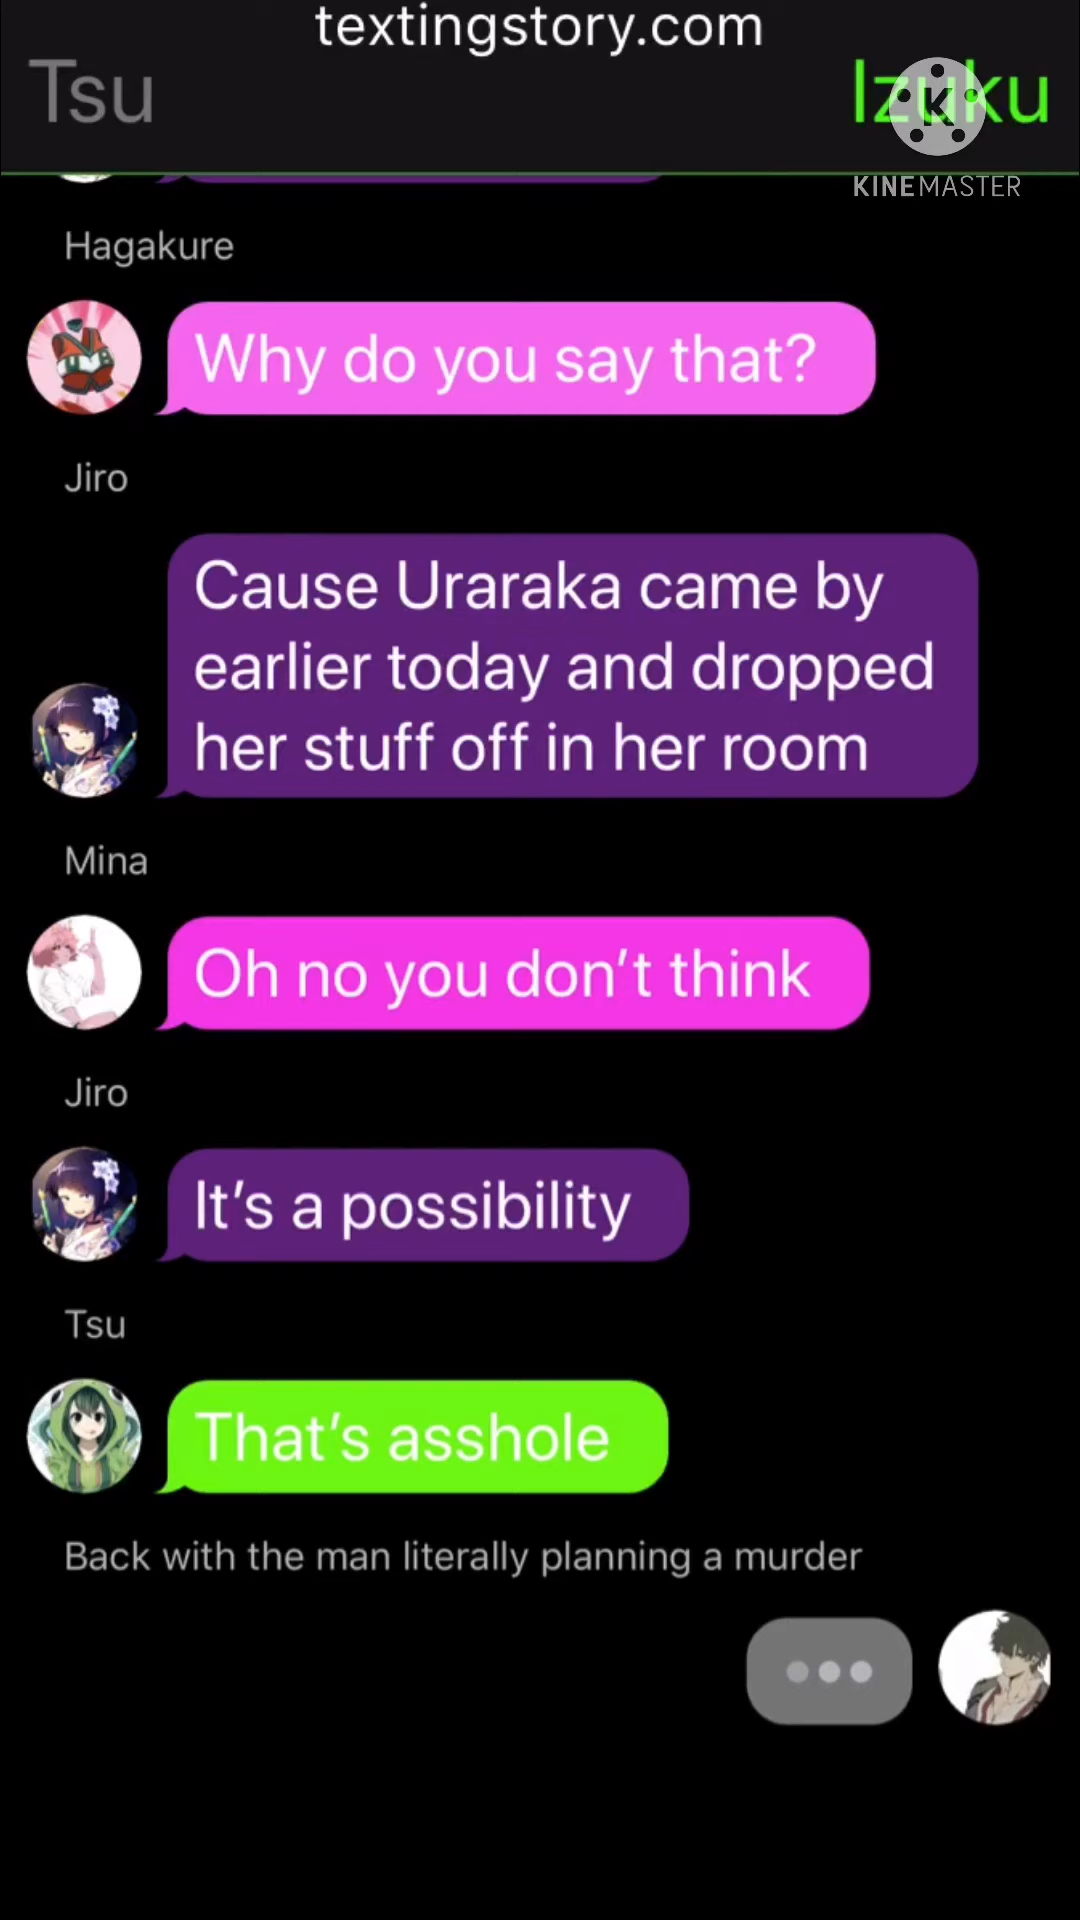 textingstory.com
Tsu
Izuku
K
KINEMASTER
Hagakure
Why do you say that?
Jiro
Cause Uraraka came by
earlier today and dropped
her stuff off in her room
Mina
Oh no you don't think
Jiro
It's a possibility
Tsu
That's asshole
Back with the man literally planning a murder